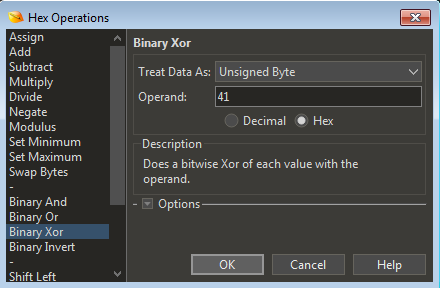 Hex Operations
Assign
Add
Subtract
Multiply
Divide
Negate
Modulus
Set Minimum
Set Maximum
Swap Bytes
-
Binary And
Binary Or
Binary Xor
Binary Invert
-
Shift Left
Binary Xor
Treat Data As: Unsigned Byte
Operand: 41
Decimal Hex
Description
Does a bitwise Xor of each value with the
operand.
Options
OK Cancel Help